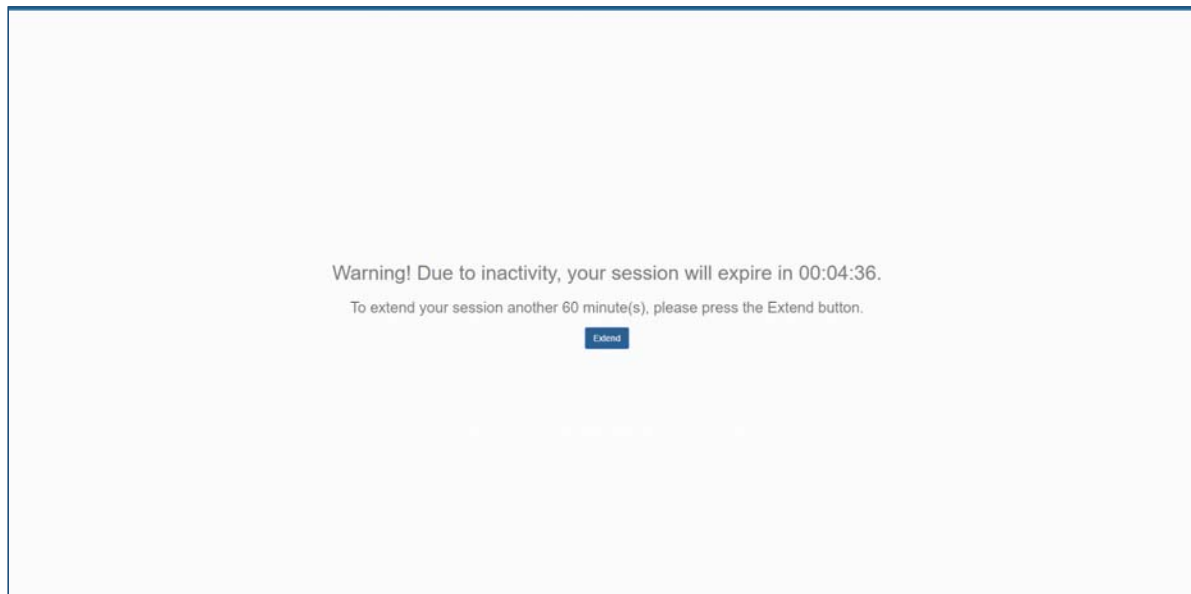 Warning! Due to inactivity, your session will expire in 00:04:36.
To extend your session another 60 minute(s), please press the Extend button.
Extend